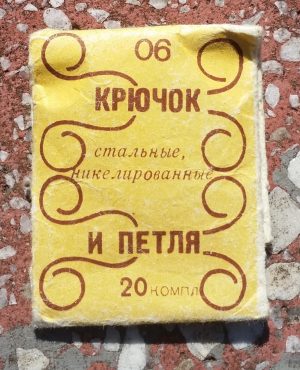 06
КРЮЧОК
стальные,
никелированные
И ПЕТЛЯ
20 компл